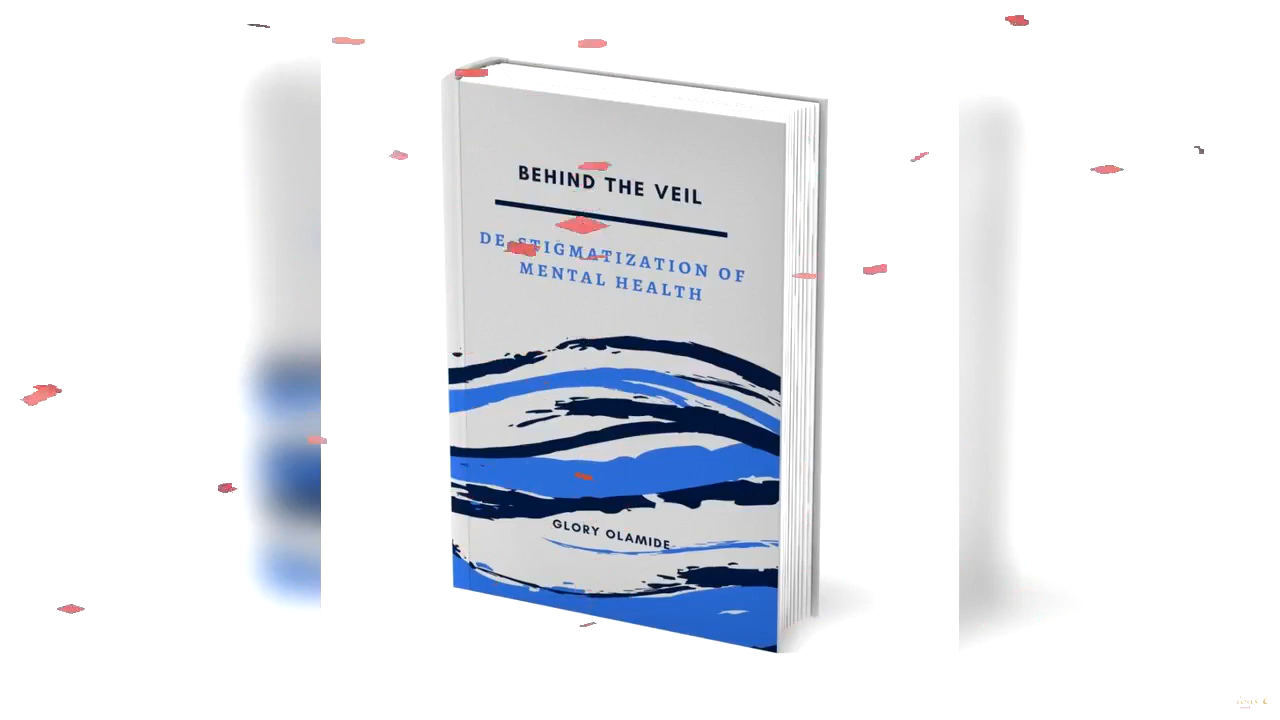 BEHIND THE VEIL
DE-STIGMATIZATION OF
MENTAL HEALTH
GLORY OLAMIDE